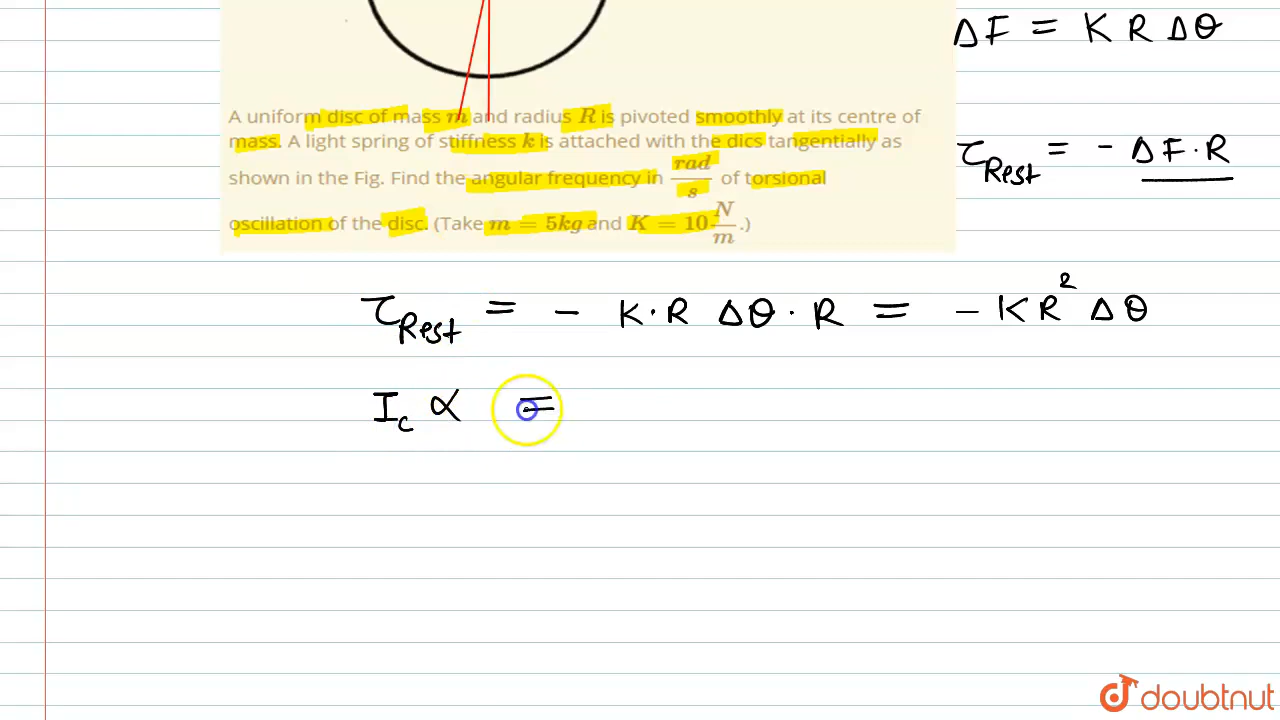 ΔF = K R Δθ
A uniform disc of mass m and radius R is pivoted smoothly at its centre of
mass. A light spring of stiffness k is attached with the dics tangentially as
shown in the Fig. Find the angular frequency in rad/s of torsional
oscillation of the disc. (Take m = 5kg and K = 10 N/m .)
τRest = - ΔF · R
τRest = - K · R Δθ · R = - K R² Δθ
Ic α =
doubtnut